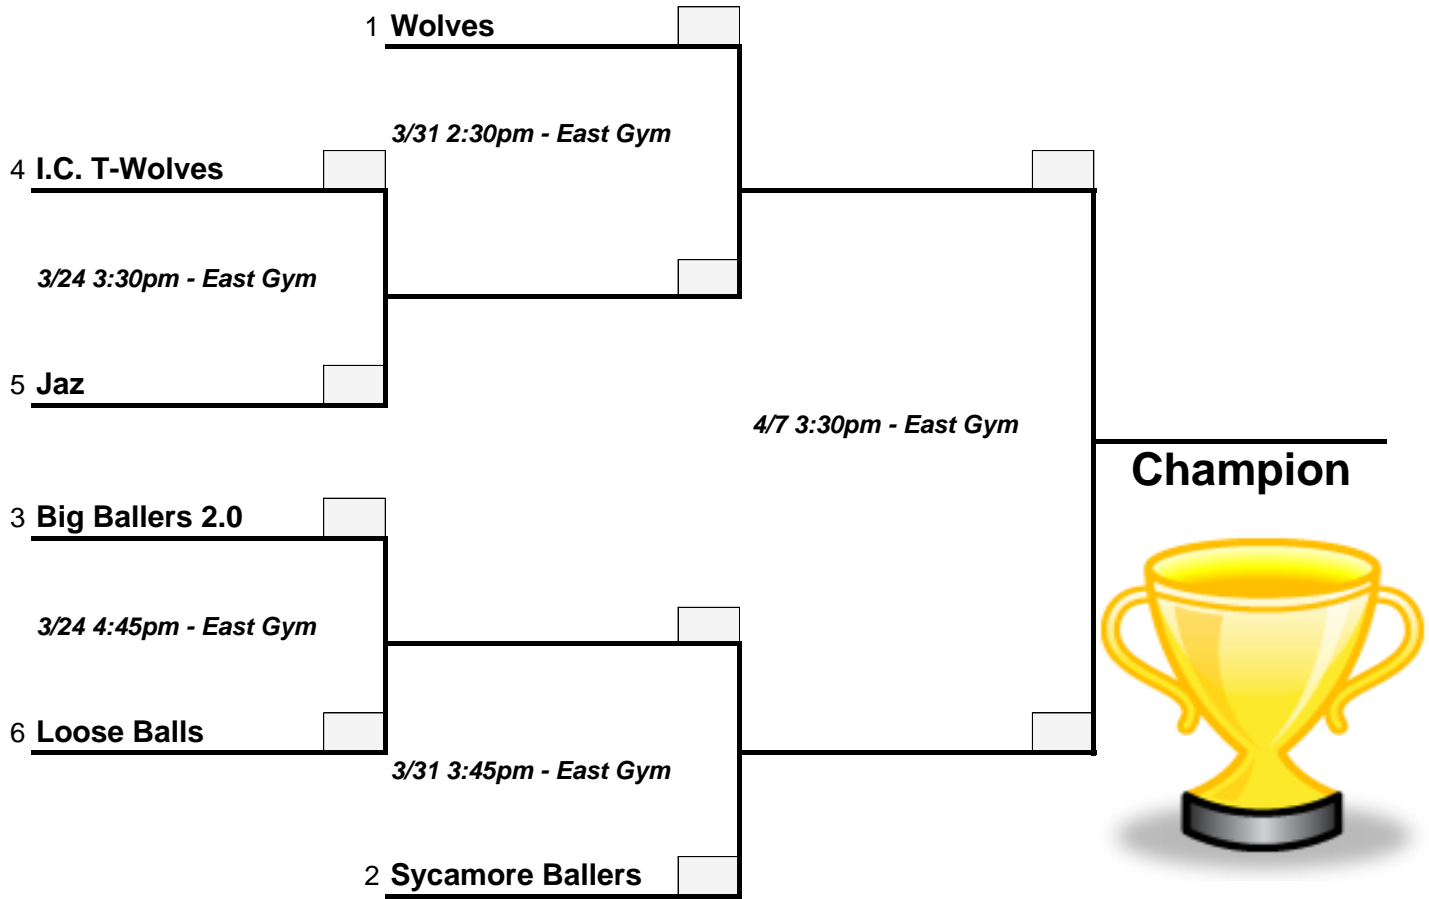 1 Wolves
3/31 2:30pm - East Gym
4 I.C. T-Wolves
3/24 3:30pm - East Gym
5 Jaz
4/7 3:30pm - East Gym
Champion
3 Big Ballers 2.0
3/24 4:45pm - East Gym
6 Loose Balls
3/31 3:45pm - East Gym
2 Sycamore Ballers